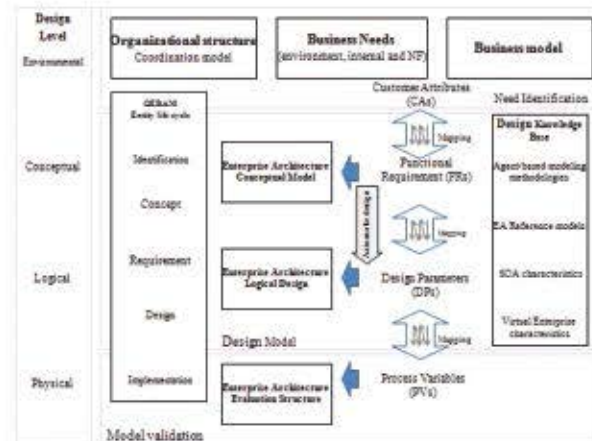 Design
Level
Environmental
Conceptual
Logical
Physical
Organizational structure
Coordination model
Business Needs
(environment, internal and NF)
Business model
Customer Attributes
(CAs)
Need Identification
GERAM
Entity life cycle
Identification
Concept
Requirement
Design
Implementation
Enterprise Architecture
Conceptual Model
Enterprise Architecture
Logical Design
Design Model
Enterprise Architecture
Evaluation Structure
Model validation
Mapping
Functional
Requirement (FRs)
Axiomatic design
Mapping
Design Parameters
(DPs)
Mapping
Process Variables
(PVs)
Design Knowledge
Base
Agent-based modeling
methodologies
EA Reference models
SOA characteristics
Virtual Enterprise
characteristics